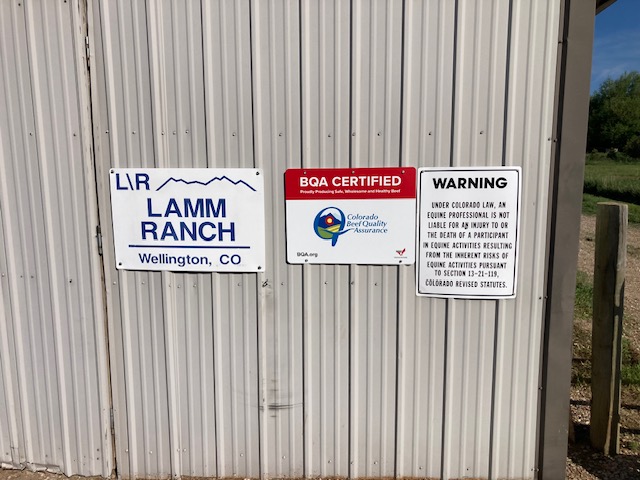 L\R
LAMM
RANCH
Wellington, CO
BQA CERTIFIED
Proudly Producing Safe, Wholesome and Healthy Beef
Colorado
Beef Quality
Assurance
BQA.org
WARNING
UNDER COLORADO LAW, AN
EQUINE PROFESSIONAL IS NOT
LIABLE FOR AN INJURY TO OR
THE DEATH OF A PARTICIPANT
IN EQUINE ACTIVITIES RESULTING
FROM THE INHERENT RISKS OF
EQUINE ACTIVITIES PURSUANT
TO SECTION 13-21-119,
COLORADO REVISED STATUTES.